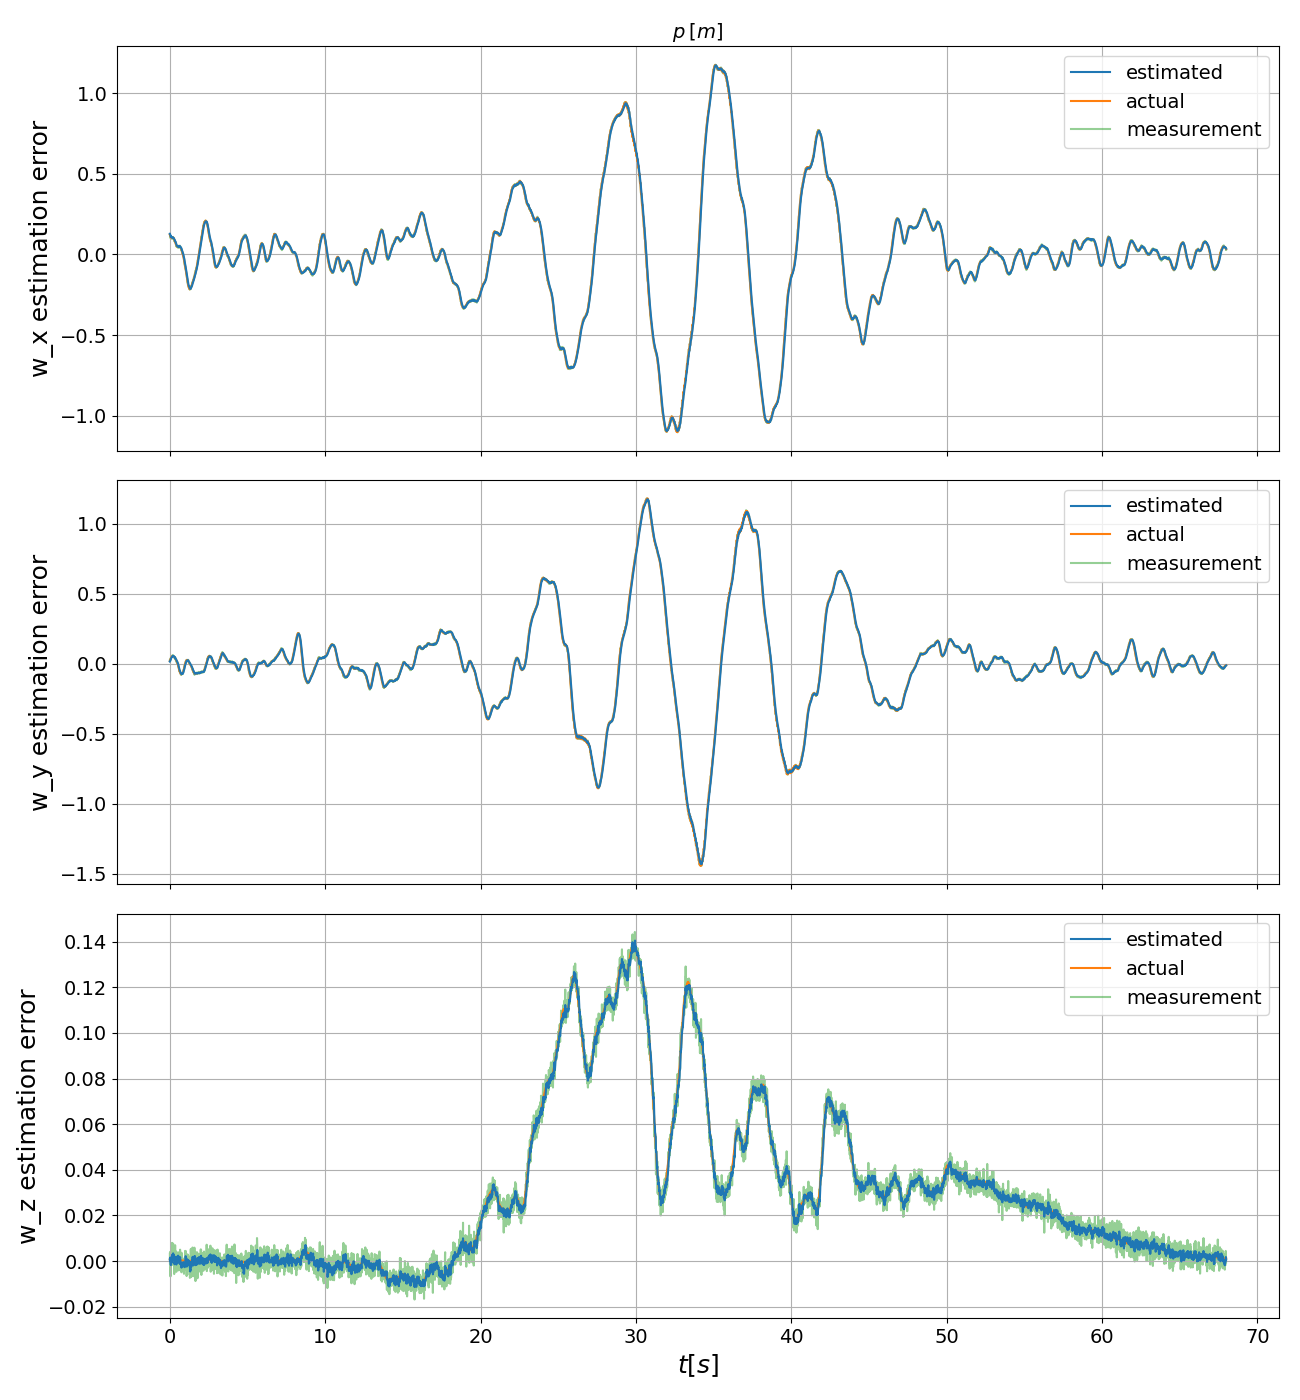 p [m]
w_x estimation error
1.0
0.5
0.0
−0.5
−1.0
estimated
actual
measurement
w_y estimation error
1.0
0.5
0.0
−0.5
−1.0
−1.5
estimated
actual
measurement
w_z estimation error
0.14
0.12
0.10
0.08
0.06
0.04
0.02
0.00
−0.02
estimated
actual
measurement
0 10 20 30 40 50 60 70
t[s]